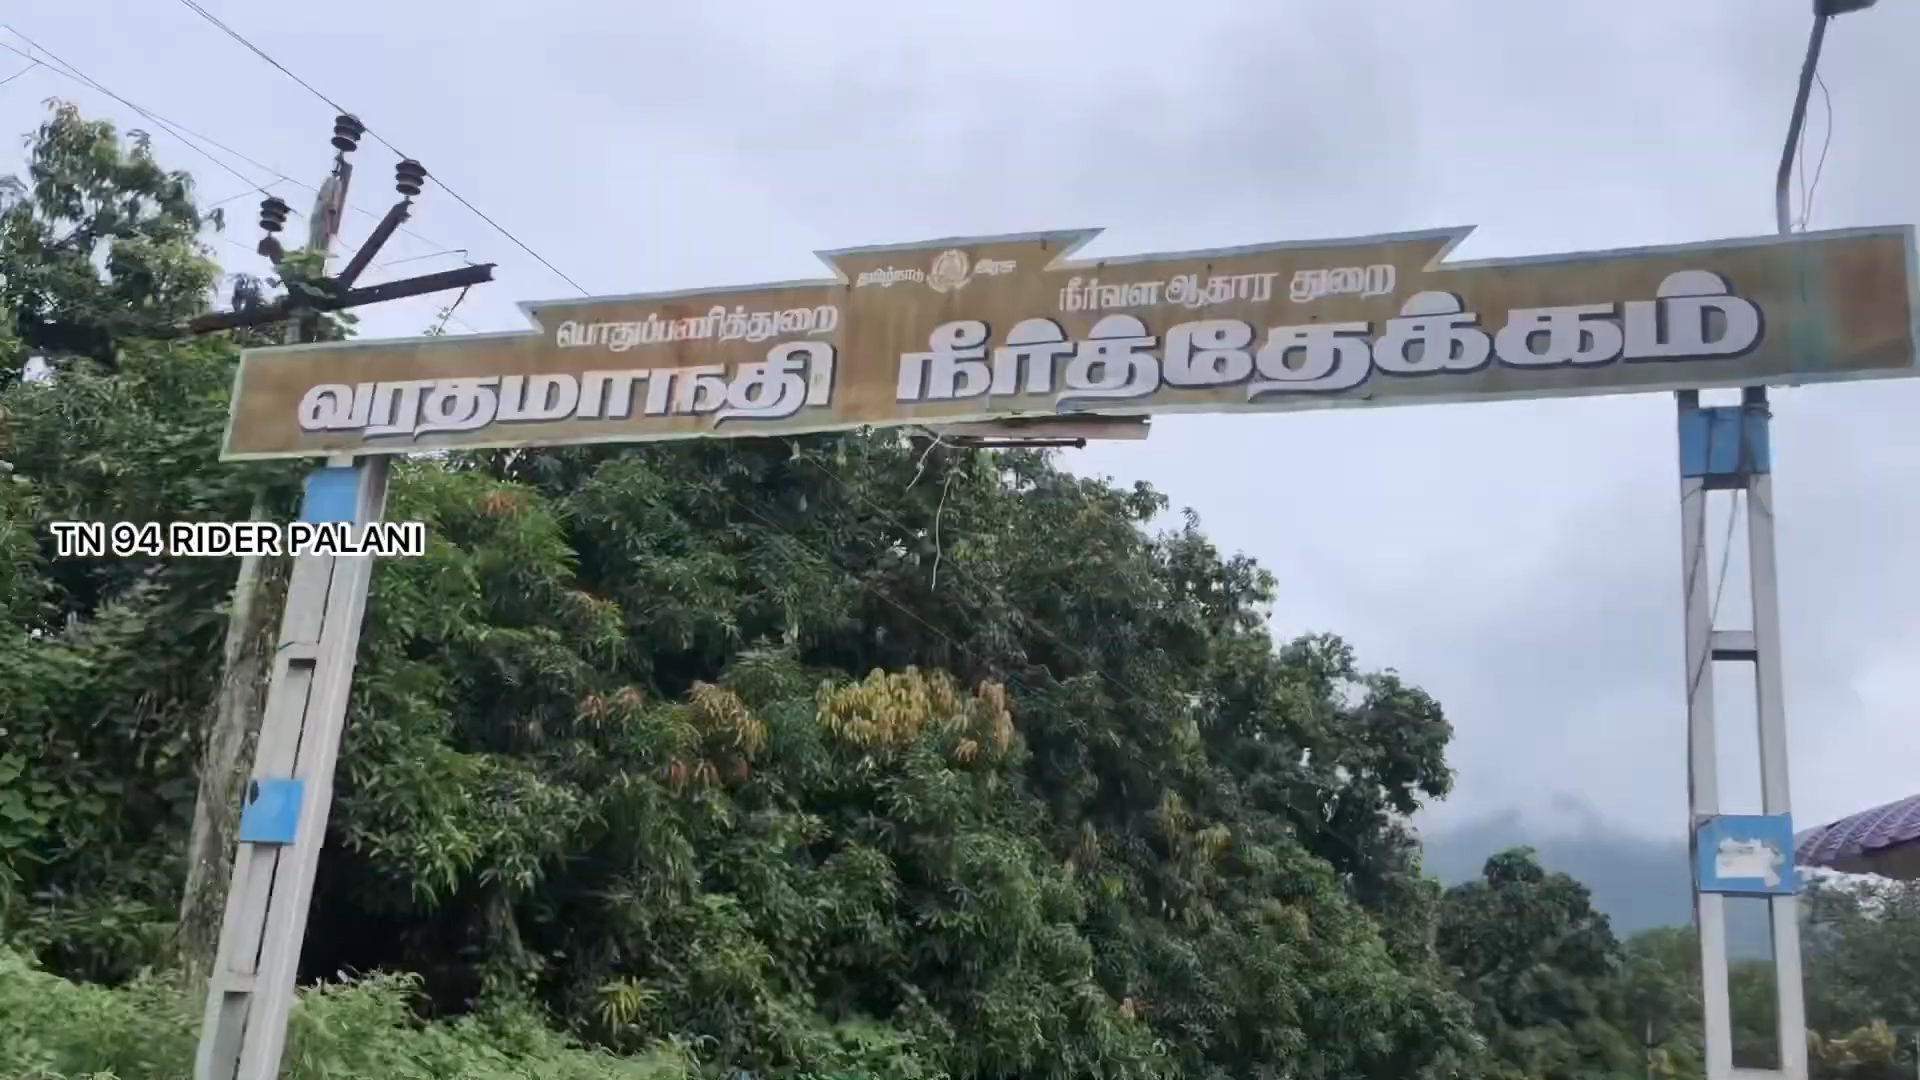 தமிழ்நாடு அரசு
பொதுப்பணித்துறை நீர்வள ஆதார துறை
வரதமாநதி நீர்த்தேக்கம்
TN 94 RIDER PALANI